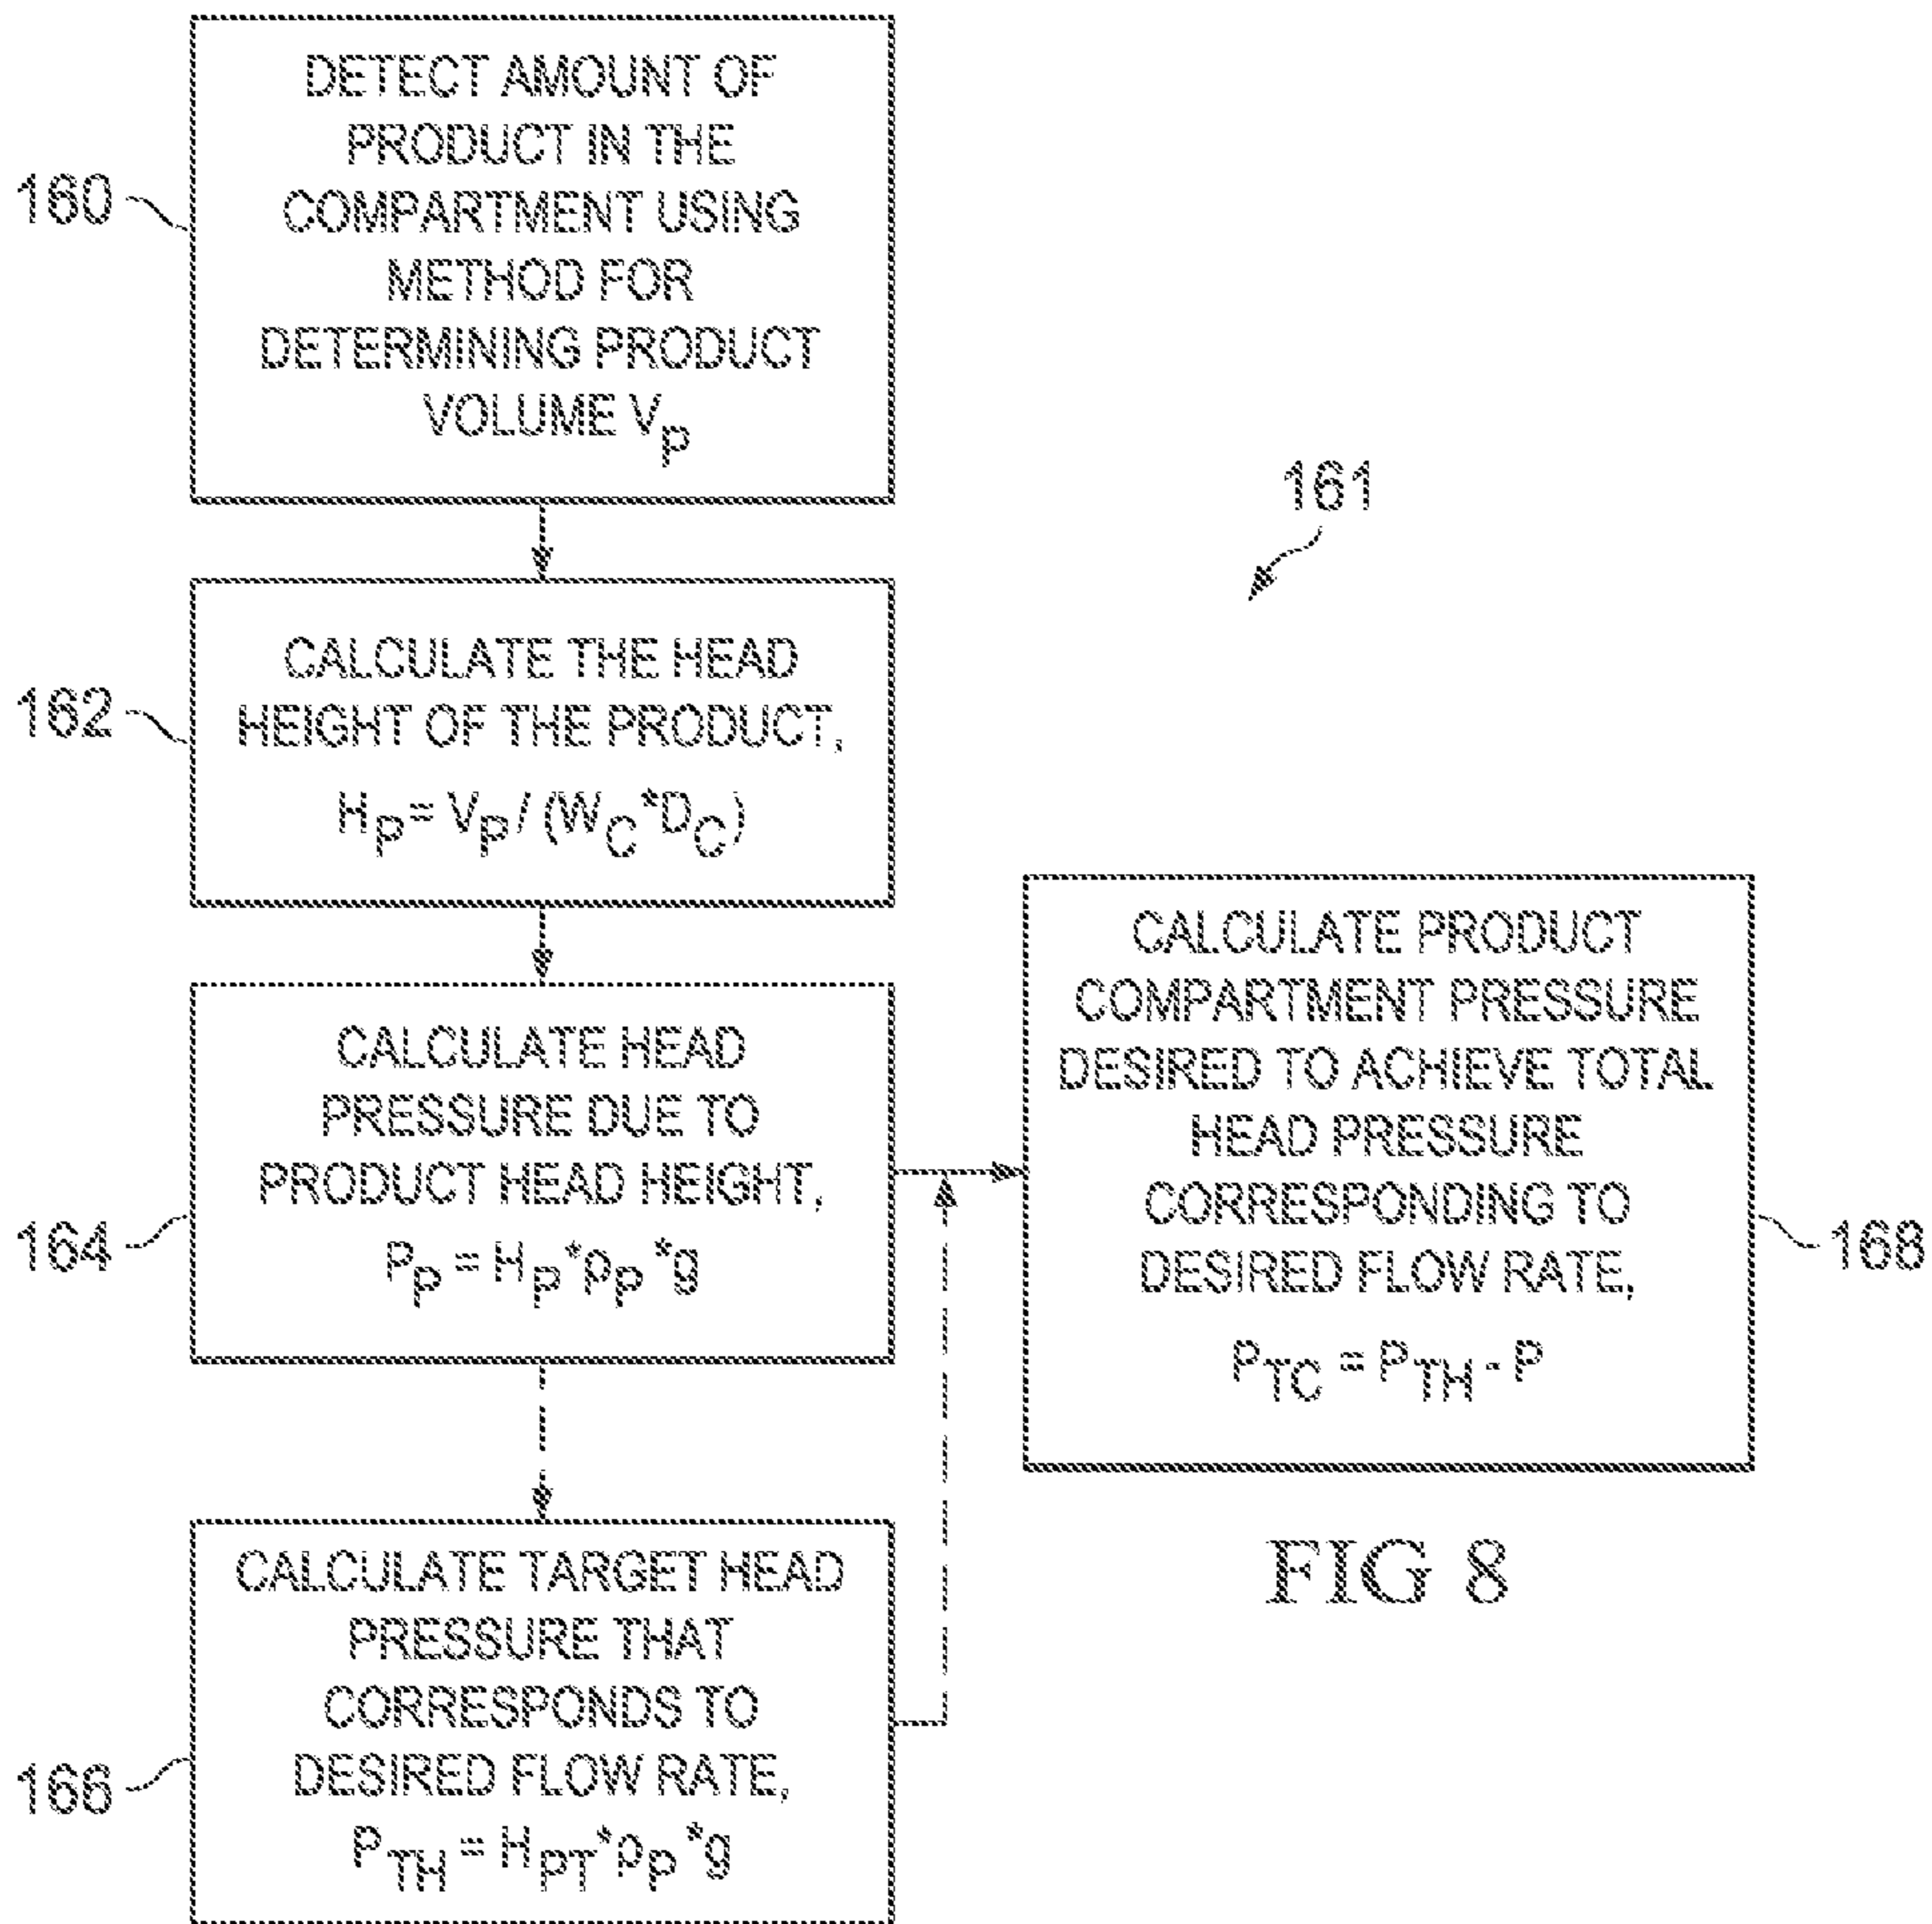 DETECT AMOUNT OF
PRODUCT IN THE
COMPARTMENT USING
METHOD FOR
DETERMINING PRODUCT
VOLUME Vp
160
161
CALCULATE THE HEAD
HEIGHT OF THE PRODUCT,
HP = VP / (WC*DC)
162
CALCULATE HEAD
PRESSURE DUE TO
PRODUCT HEAD HEIGHT,
Pp = Hp*ρp*g
164
CALCULATE TARGET HEAD
PRESSURE THAT
CORRESPONDS TO
DESIRED FLOW RATE,
PTH = HPT*ρp*g
166
CALCULATE PRODUCT
COMPARTMENT PRESSURE
DESIRED TO ACHIEVE TOTAL
HEAD PRESSURE
CORRESPONDING TO
DESIRED FLOW RATE,
PTC = PTH - P
168
FIG 8